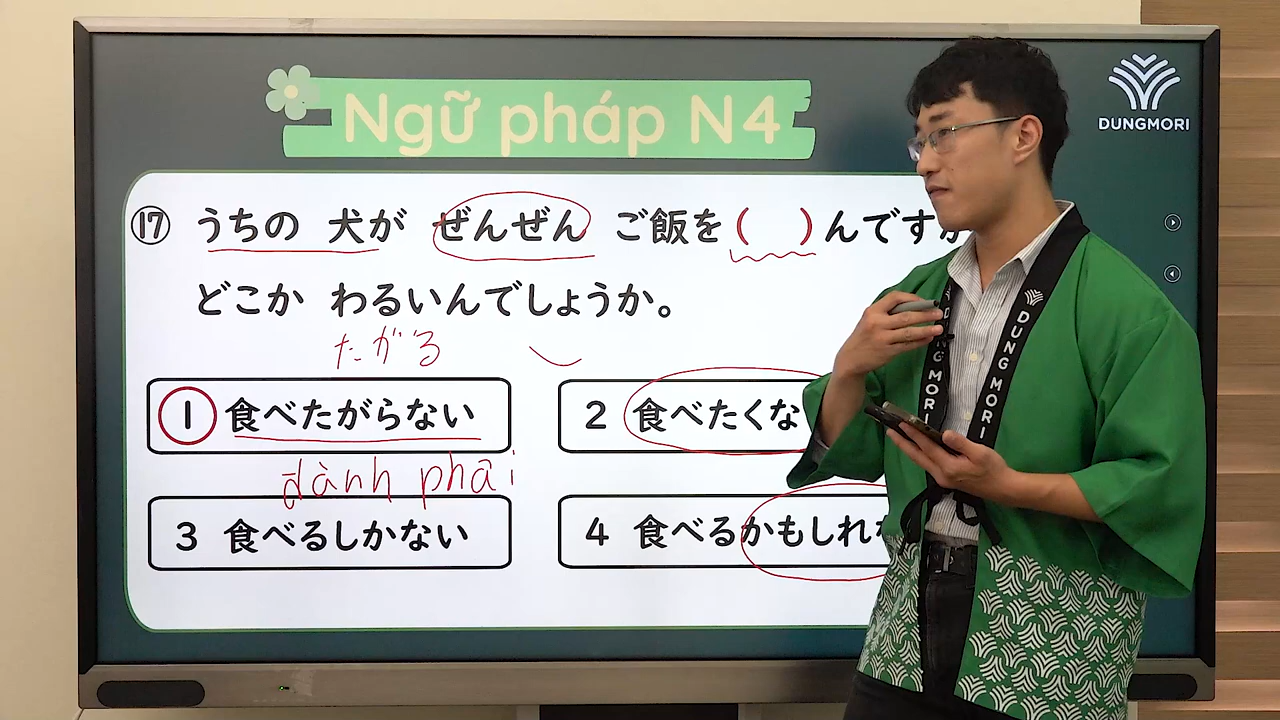 Ngữ pháp N4
DUNGMORI
⑰ うちの 犬が ぜんぜん ご飯を ( ) んですが
どこか わるいんでしょうか。
たがる
1 食べたがらない
2 食べたくな
đành phải
3 食べるしかない
4 食べるかもしれ
DUNG MORI
DUNG MORI